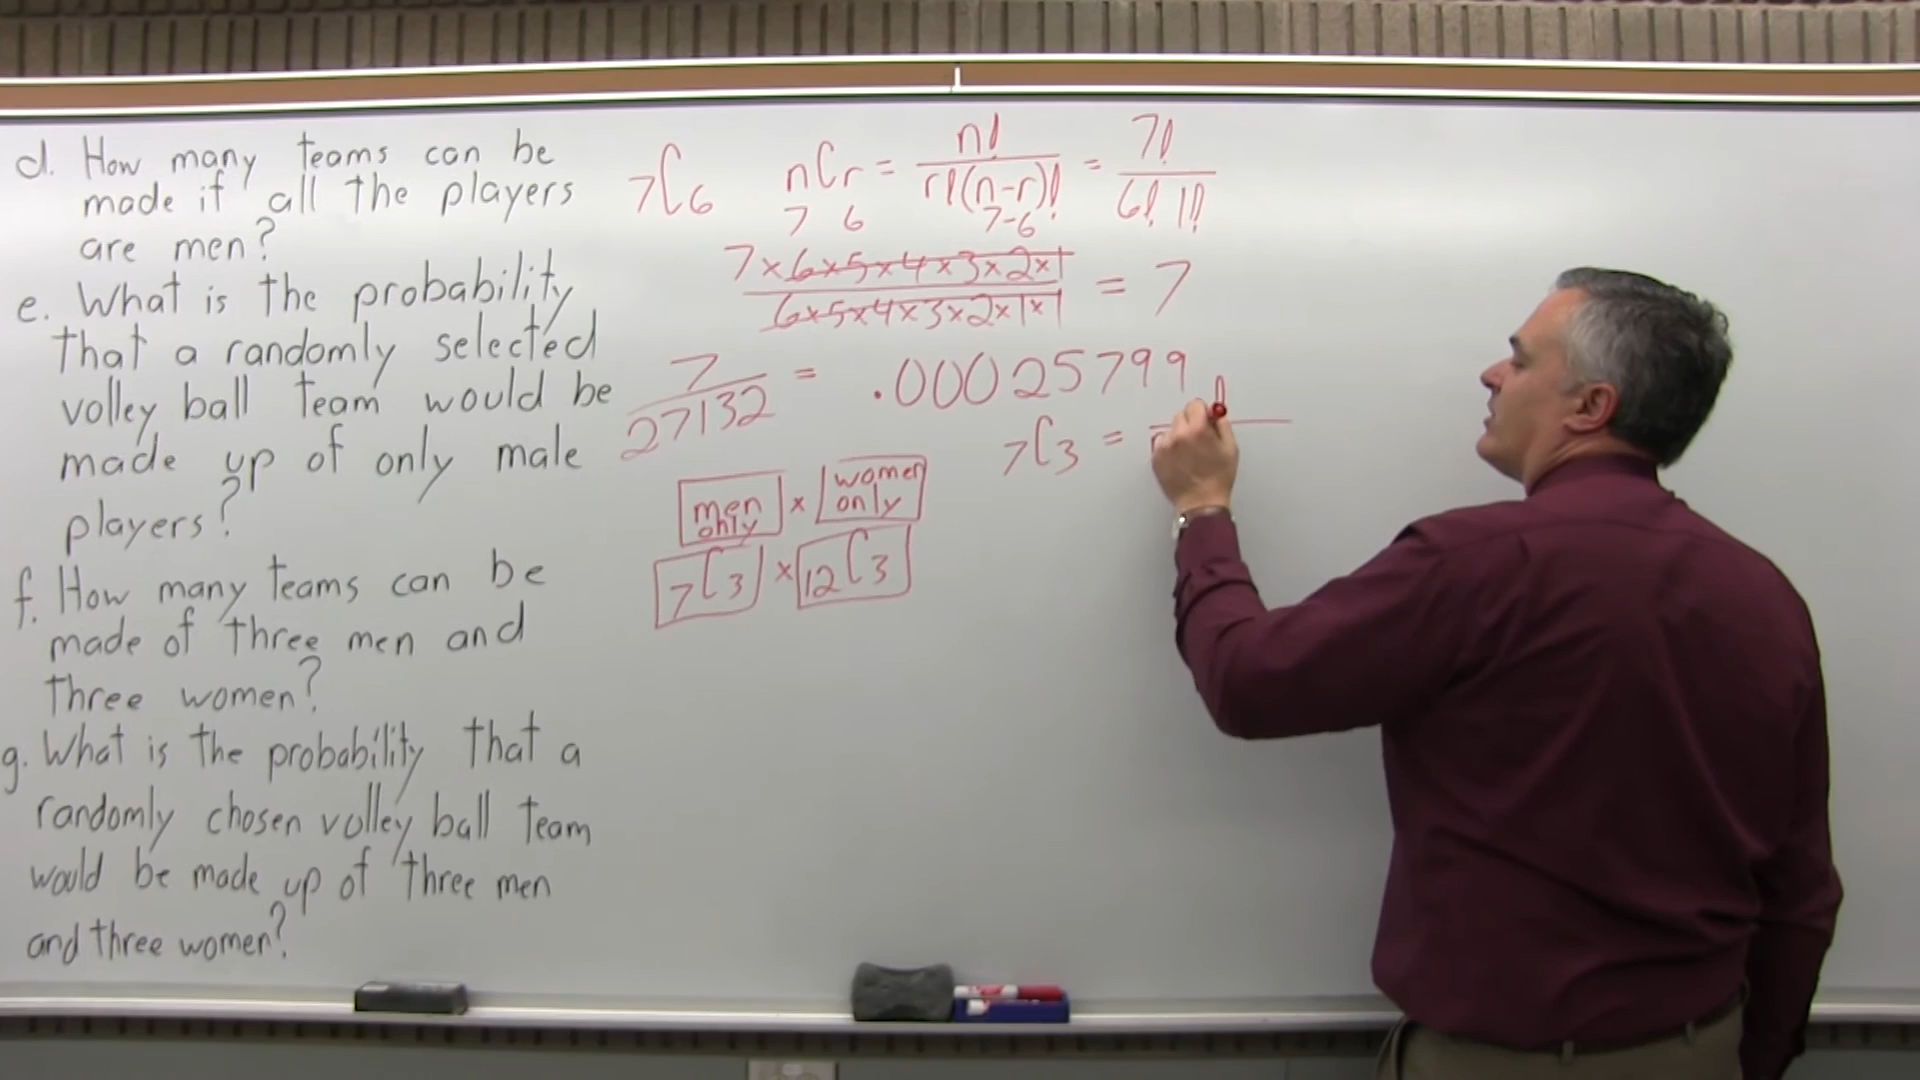 d. How many teams can be
made if all the players
are men?
e. What is the probability
that a randomly selected
volley ball team would be
made up of only male
players?
f. How many teams can be
made of three men and
three women?
g. What is the probability that a
randomly chosen volley ball team
would be made up of three men
and three women?
7C6 nCr = n! / r!(n-r)! = 7! / 6! 1!
7 6 7-6
7×6×5×4×3×2×1 / 6×5×4×3×2×1×1 = 7
7 / 27132 = .00025799
7C3 =
men only × women only
7C3 × 12C3